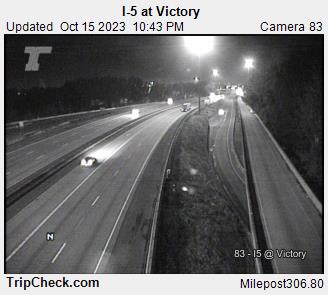 I-5 at Victory
Updated Oct 15 2023 10:43 PM Camera 83
T
N
83 - I5 @ Victory
TripCheck.com Milepost306.80